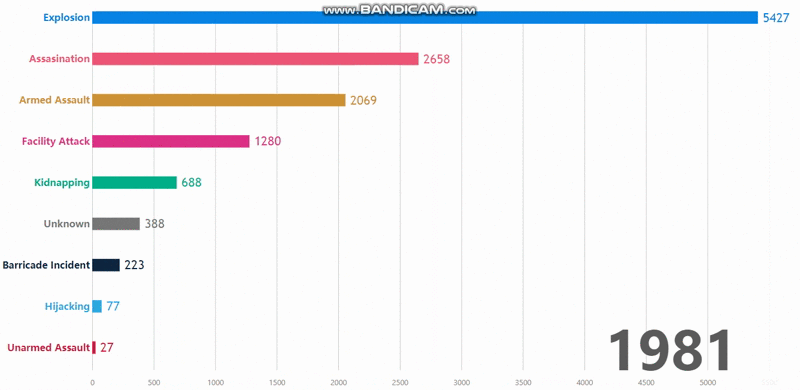 www.BANDICAM.com
Explosion 5427
Assasination 2658
Armed Assault 2069
Facility Attack 1280
Kidnapping 688
Unknown 388
Barricade Incident 223
Hijacking 77
Unarmed Assault 27
1981
0 500 1000 1500 2000 2500 3000 3500 4000 4500 5000